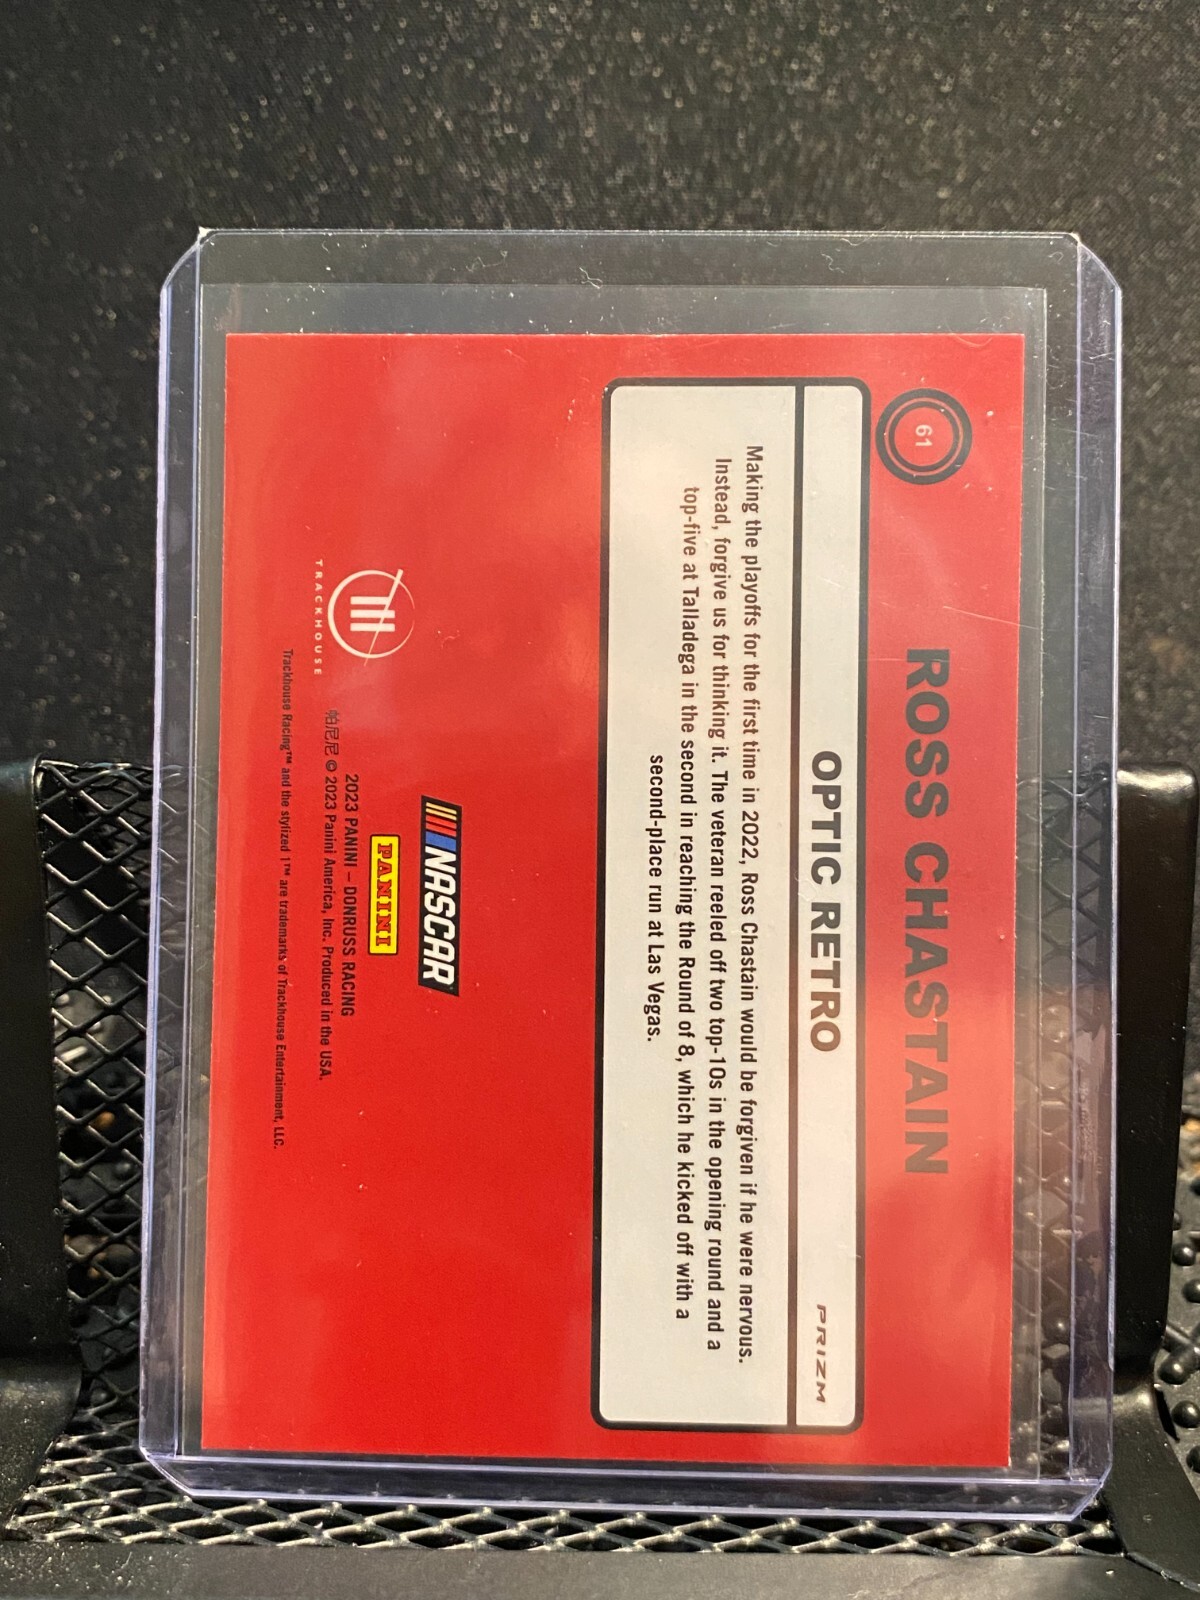 61
ROSS CHASTAIN
OPTIC RETRO
PRIZM
Making the playoffs for the first time in 2022, Ross Chastain would be forgiven if he were nervous.
Instead, forgive us for thinking it. The veteran reeled off two top-10s in the opening round and a
top-five at Talladega in the second in reaching the Round of 8, which he kicked off with a
second-place run at Las Vegas.
NASCAR
PANINI
2023 PANINI – DONRUSS RACING
帕尼尼 © 2023 Panini America, Inc. Produced in the USA.
TRACKHOUSE
Trackhouse Racing™ and the stylized 1™ are trademarks of Trackhouse Entertainment, LLC.